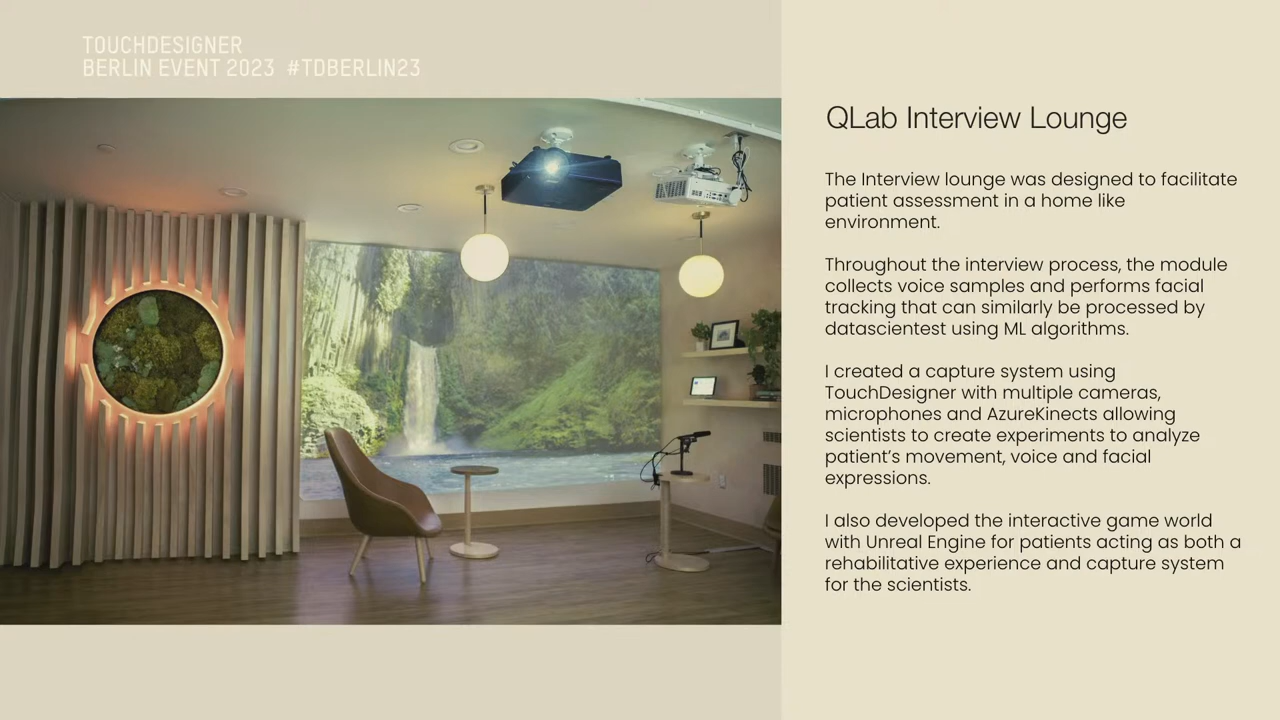 TOUCHDESIGNER
BERLIN EVENT 2023 #TDBERLIN23
QLab Interview Lounge
The Interview lounge was designed to facilitate
patient assessment in a home like
environment.
Throughout the interview process, the module
collects voice samples and performs facial
tracking that can similarly be processed by
datascientest using ML algorithms.
I created a capture system using
TouchDesigner with multiple cameras,
microphones and AzureKinects allowing
scientists to create experiments to analyze
patient's movement, voice and facial
expressions.
I also developed the interactive game world
with Unreal Engine for patients acting as both a
rehabilitative experience and capture system
for the scientists.